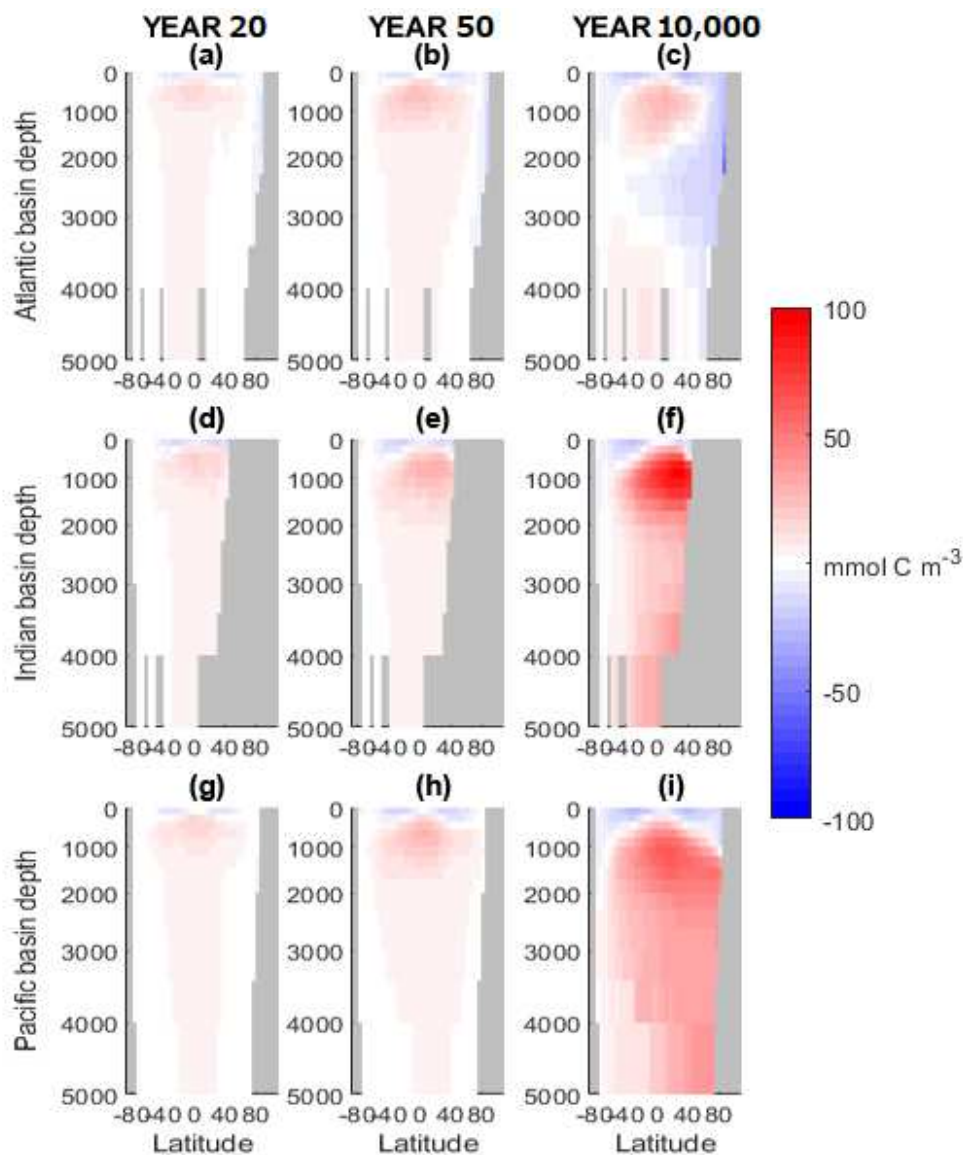 YEAR 20 YEAR 50 YEAR 10,000
(a) (b) (c)
Atlantic basin depth
0 0 0
1000 1000 1000
2000 2000 2000
3000 3000 3000
4000 4000 4000
5000 5000 5000
-80-40 0 40 80 -80-40 0 40 80 -80-40 0 40 80
(d) (e) (f)
Indian basin depth
0 0 0
1000 1000 1000
2000 2000 2000
3000 3000 3000
4000 4000 4000
5000 5000 5000
-80-40 0 40 80 -80-40 0 40 80 -80-40 0 40 80
(g) (h) (i)
Pacific basin depth
0 0 0
1000 1000 1000
2000 2000 2000
3000 3000 3000
4000 4000 4000
5000 5000 5000
-80-40 0 40 80 -80-40 0 40 80 -80-40 0 40 80
Latitude Latitude Latitude
100
50
mmol C m⁻³
-50
-100